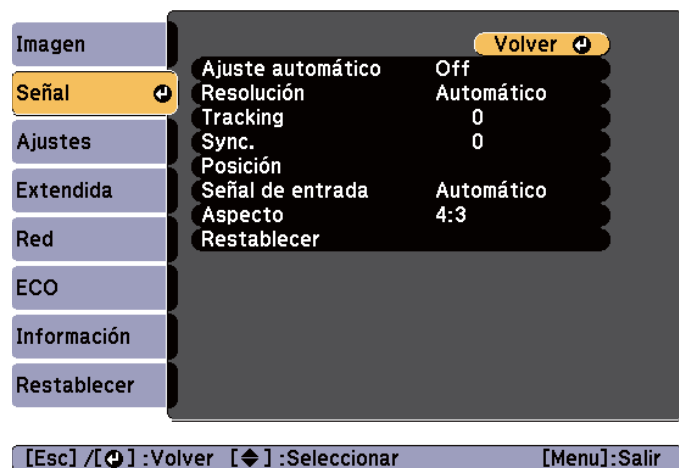 Imagen
Señal
Ajustes
Extendida
Red
ECO
Información
Restablecer
Volver
Ajuste automático Off
Resolución Automático
Tracking 0
Sync. 0
Posición
Señal de entrada Automático
Aspecto 4:3
Restablecer
[Esc] /[ ] :Volver [ ] :Seleccionar [Menu]:Salir